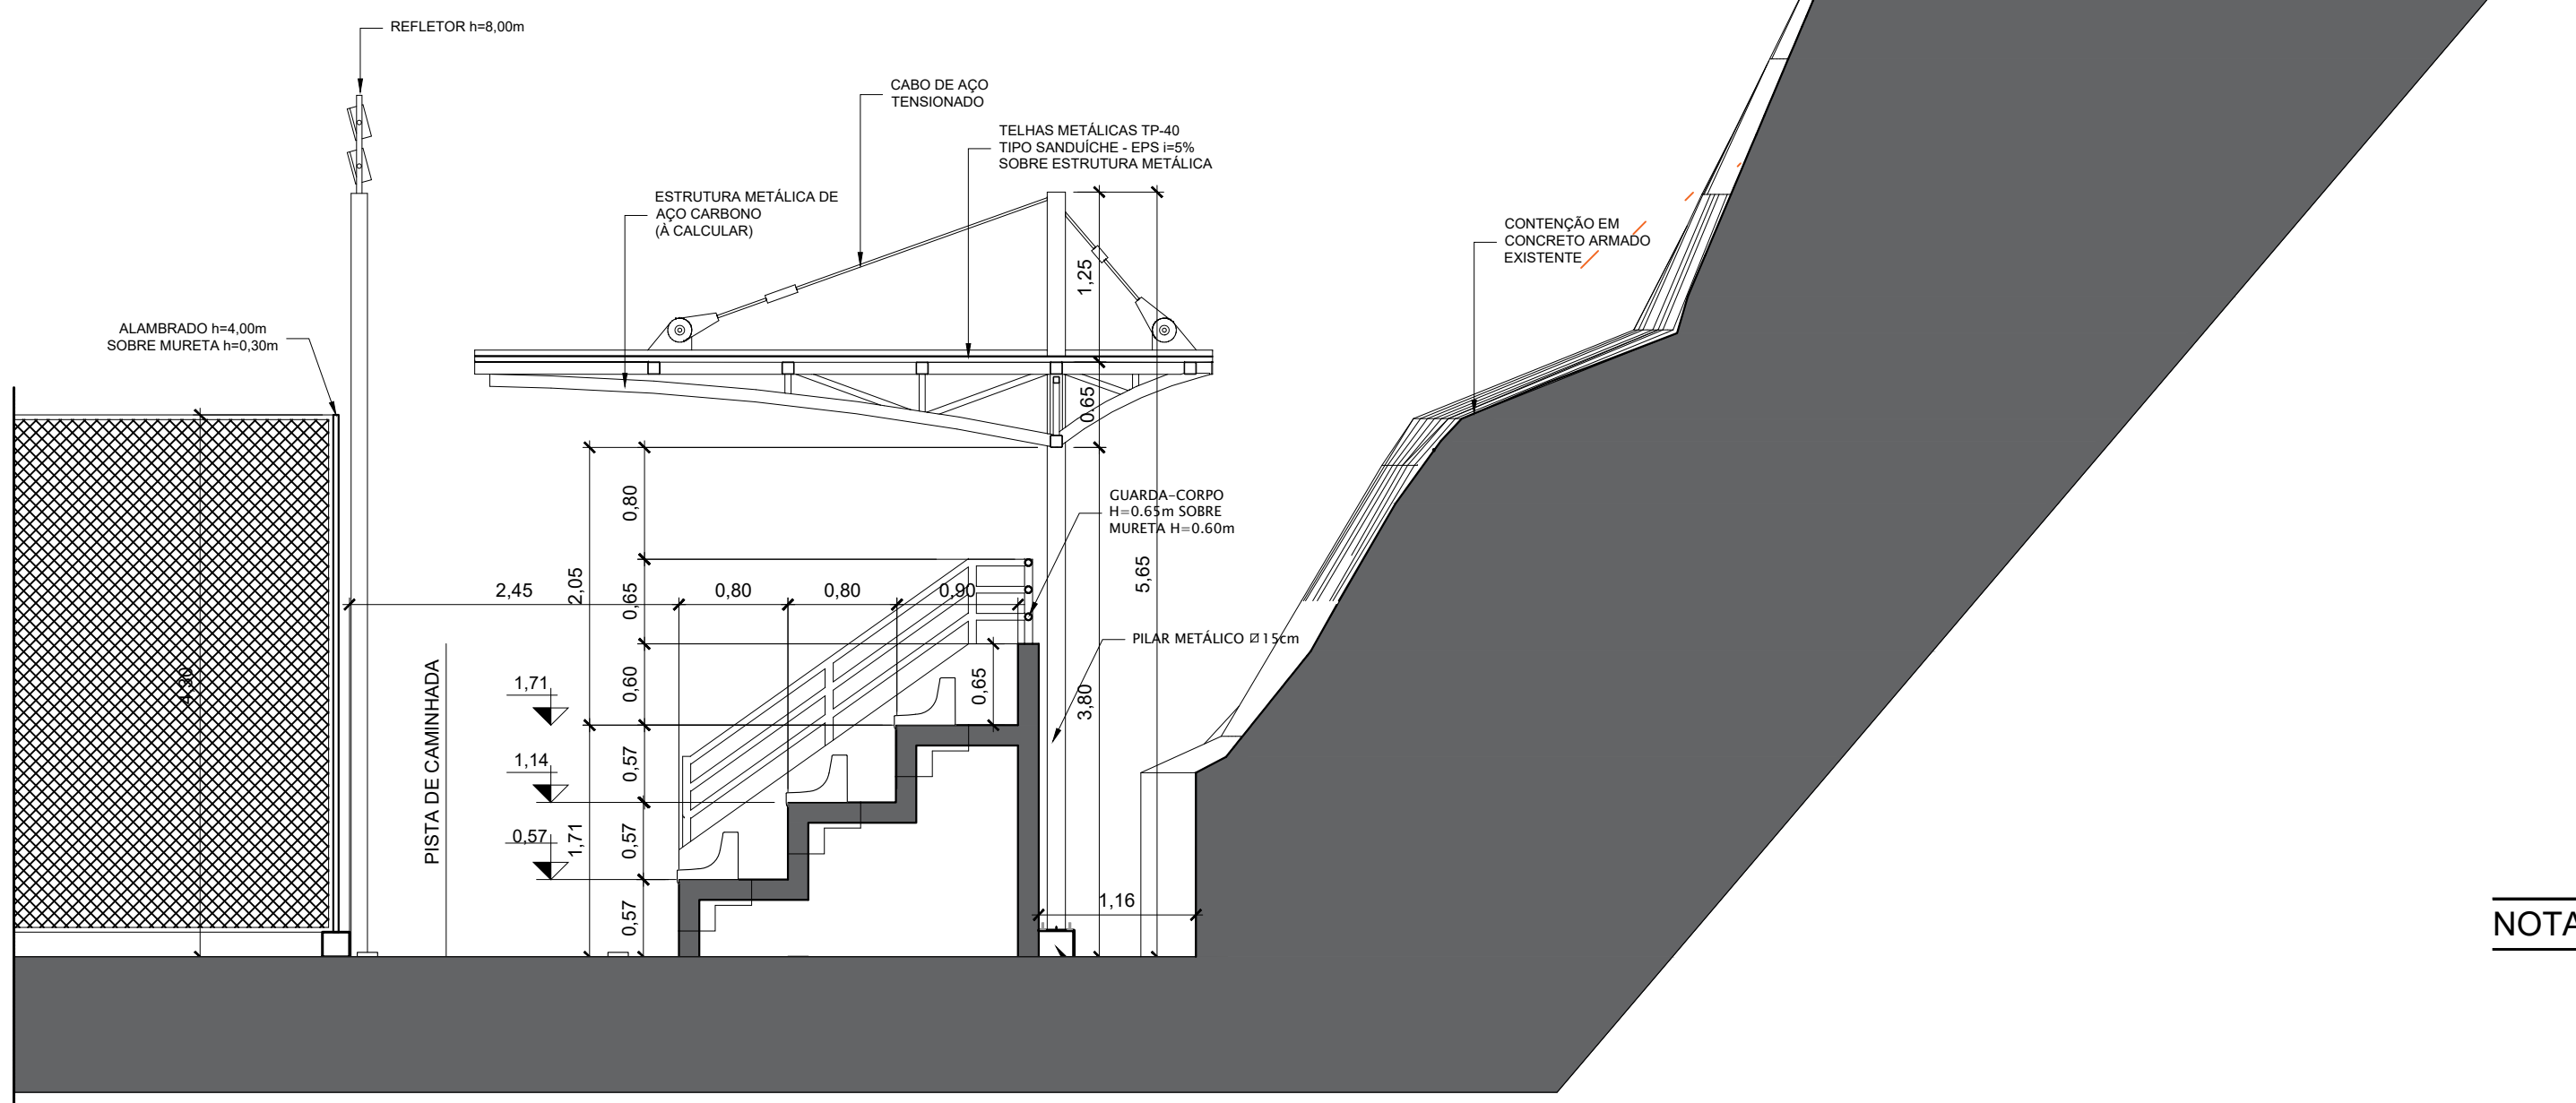 REFLETOR h=8,00m
CABO DE AÇO
TENSIONADO
TELHAS METÁLICAS TP-40
TIPO SANDUÍCHE - EPS i=5%
SOBRE ESTRUTURA METÁLICA
ESTRUTURA METÁLICA DE
AÇO CARBONO
(À CALCULAR)
CONTENÇÃO EM
CONCRETO ARMADO
EXISTENTE
1,25
ALAMBRADO h=4,00m
SOBRE MURETA h=0,30m
0,65
0,80
GUARDA-CORPO
H=0.65m SOBRE
MURETA H=0.60m
2,45
2,05
0,65
0,80
0,80
0,90
5,65
PILAR METÁLICO Ø15cm
4,30
PISTA DE CAMINHADA
1,71
0,60
0,65
3,80
1,14
0,57
0,57
1,71
0,57
0,57
1,16
NOTA